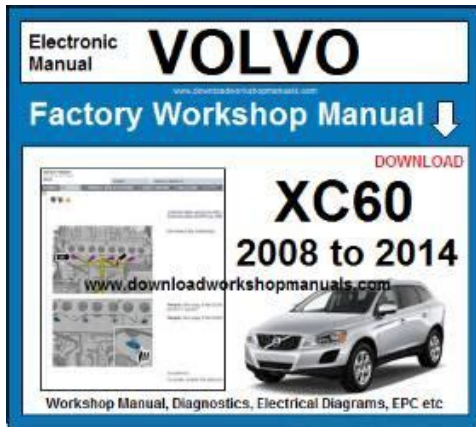 Electronic
Manual
VOLVO
www.downloadworkshopmanuals.com
Factory Workshop Manual
DOWNLOAD
XC60
2008 to 2014
www.downloadworkshopmanuals.com
Workshop Manual, Diagnostics, Electrical Diagrams, EPC etc